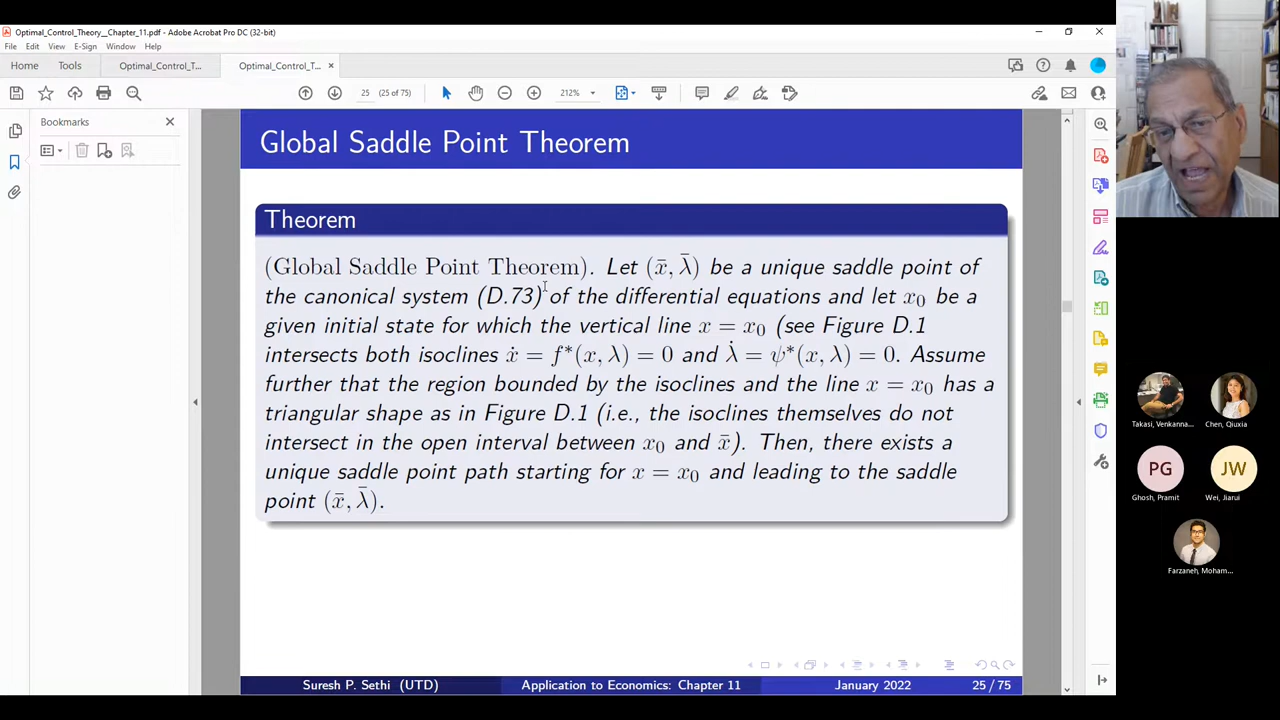 Optimal_Control_Theory__Chapter_11.pdf - Adobe Acrobat Pro DC (32-bit)
File Edit View E-Sign Window Help
Home Tools Optimal_Control_T... Optimal_Control_T... ×
25 (25 of 75) 212%
Bookmarks
Global Saddle Point Theorem
Theorem
(Global Saddle Point Theorem). Let (x̄, λ̄) be a unique saddle point of
the canonical system (D.73) of the differential equations and let x₀ be a
given initial state for which the vertical line x = x₀ (see Figure D.1
intersects both isoclines ẋ = f*(x, λ) = 0 and λ̇ = ψ*(x, λ) = 0. Assume
further that the region bounded by the isoclines and the line x = x₀ has a
triangular shape as in Figure D.1 (i.e., the isoclines themselves do not
intersect in the open interval between x₀ and x̄). Then, there exists a
unique saddle point path starting for x = x₀ and leading to the saddle
point (x̄, λ̄).
Suresh P. Sethi (UTD) Application to Economics: Chapter 11 January 2022 25 / 75
Takasi, Venkanna... Chen, Qiuxia
PG JW
Ghosh, Pramit Wei, Jiarui
Farzaneh, Moham...